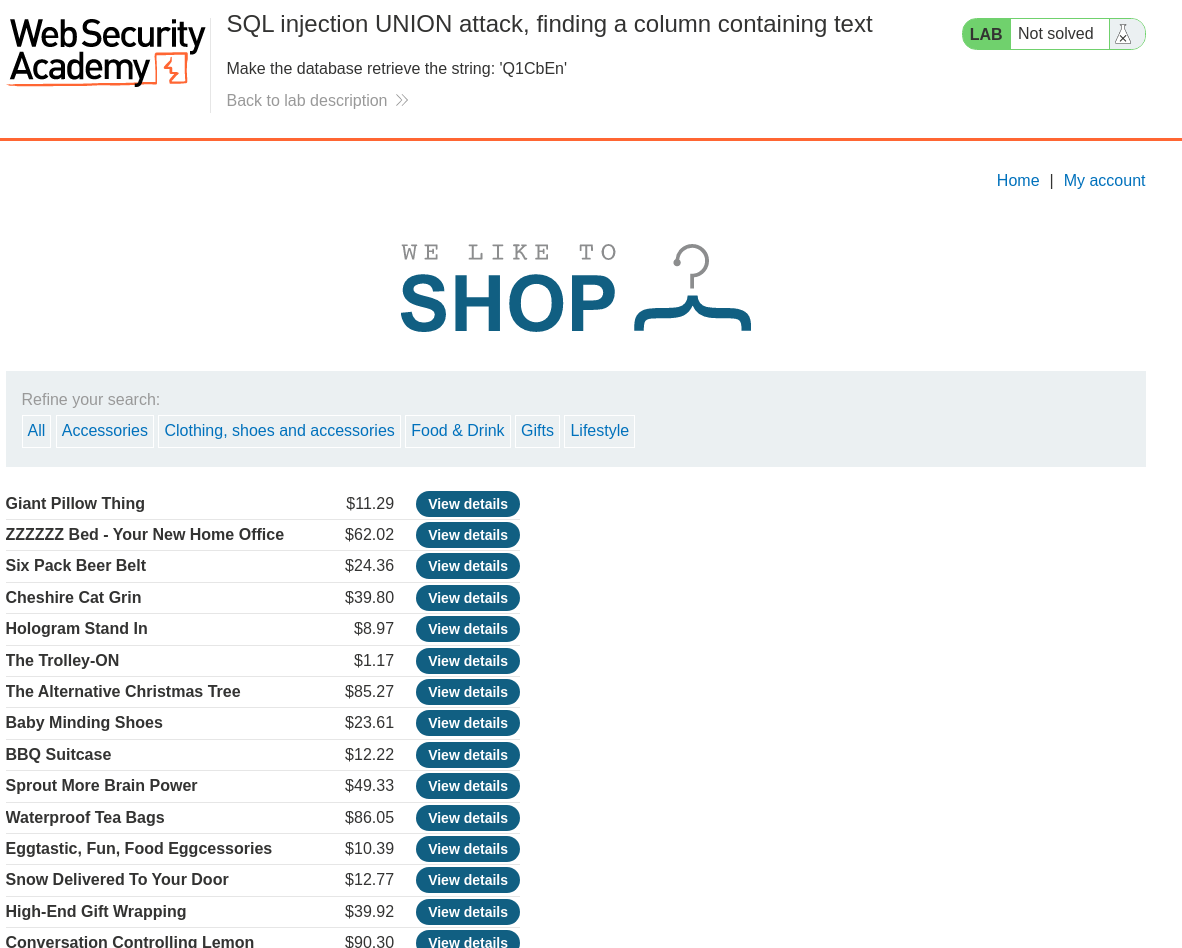 Web Security
Academy
SQL injection UNION attack, finding a column containing text
LAB Not solved
Make the database retrieve the string: 'Q1CbEn'
Back to lab description
Home | My account
WE LIKE TO
SHOP
Refine your search:
All Accessories Clothing, shoes and accessories Food & Drink Gifts Lifestyle
Giant Pillow Thing $11.29 View details
ZZZZZZ Bed - Your New Home Office $62.02 View details
Six Pack Beer Belt $24.36 View details
Cheshire Cat Grin $39.80 View details
Hologram Stand In $8.97 View details
The Trolley-ON $1.17 View details
The Alternative Christmas Tree $85.27 View details
Baby Minding Shoes $23.61 View details
BBQ Suitcase $12.22 View details
Sprout More Brain Power $49.33 View details
Waterproof Tea Bags $86.05 View details
Eggtastic, Fun, Food Eggcessories $10.39 View details
Snow Delivered To Your Door $12.77 View details
High-End Gift Wrapping $39.92 View details
Conversation Controlling Lemon $90.30 View details